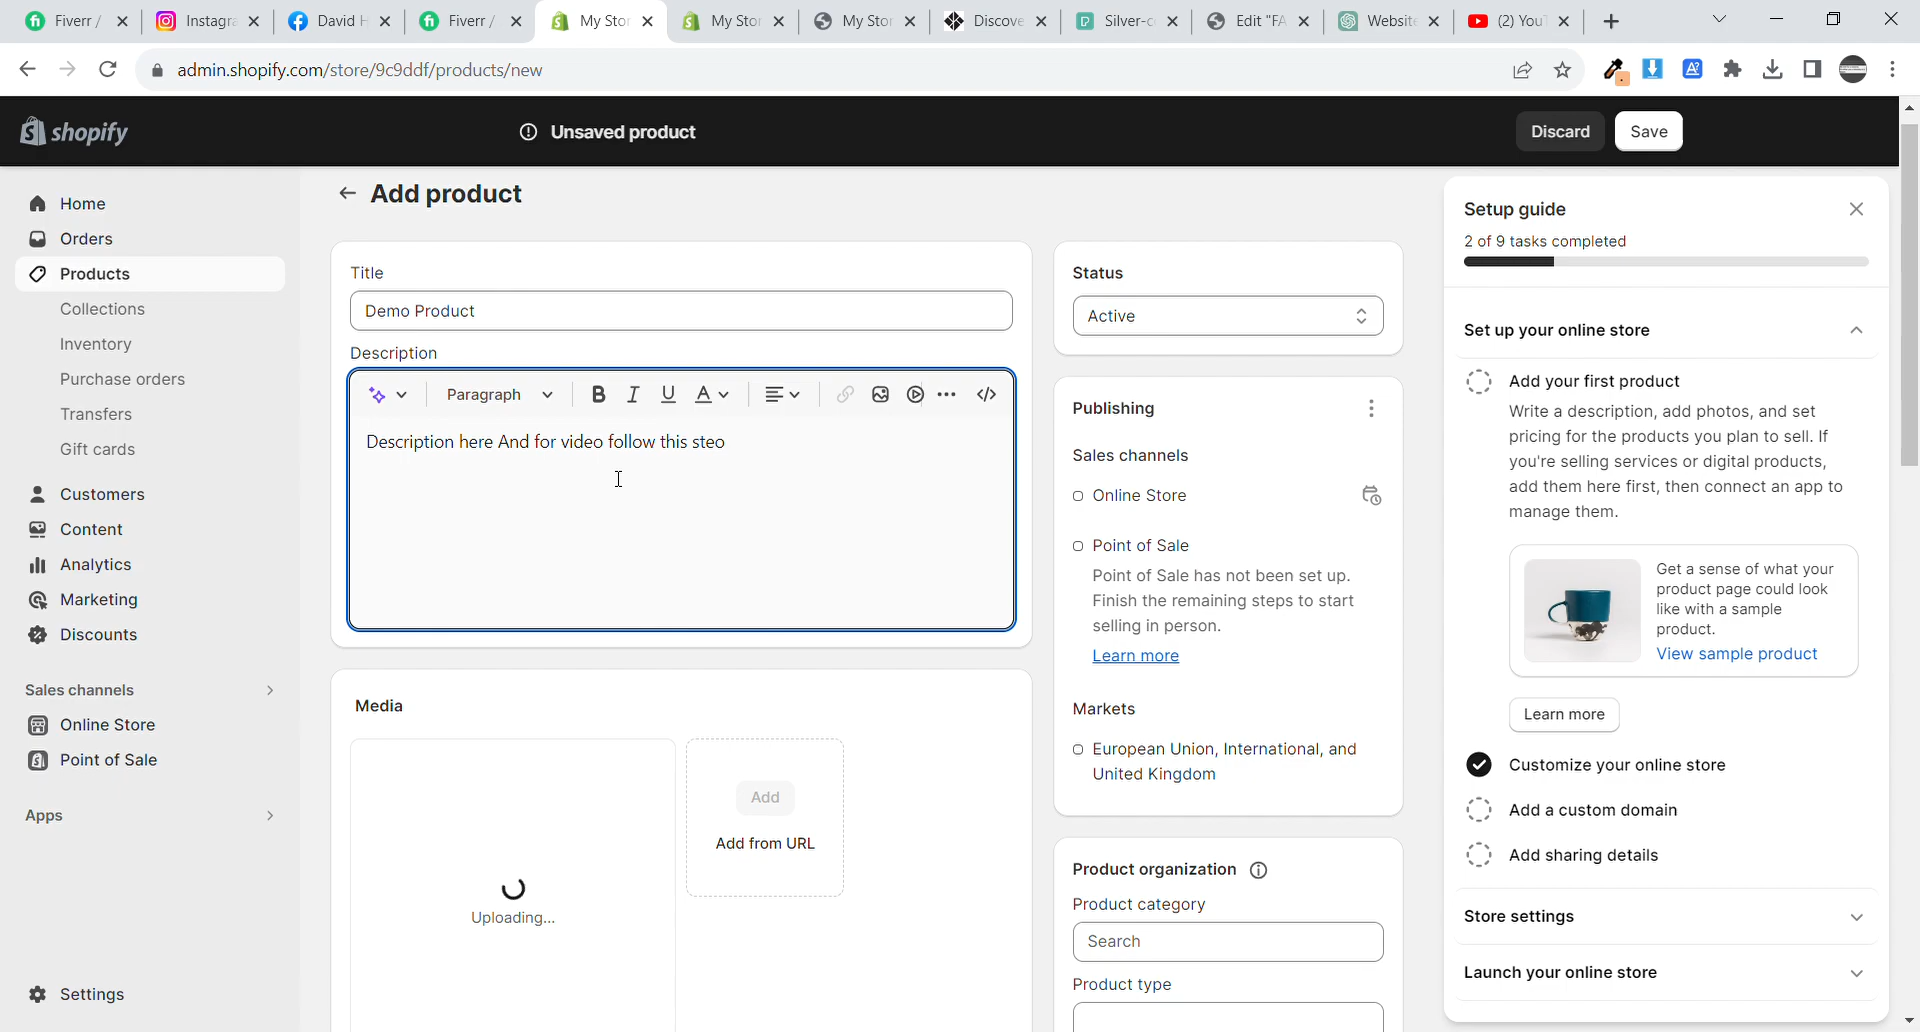 Fiverr /
Instagra
David H
Fiverr /
My Stor
My Stor
My Stor
Discove
Silver-c
Edit "FA
Website
(2) You
admin.shopify.com/store/9c9ddf/products/new
shopify
Unsaved product
Discard
Save
Home
Orders
Products
Collections
Inventory
Purchase orders
Transfers
Gift cards
Customers
Content
Analytics
Marketing
Discounts
Sales channels
Online Store
Point of Sale
Apps
Settings
Add product
Title
Demo Product
Description
Paragraph
B I U A
Description here And for video follow this steo
Media
Uploading...
Add
Add from URL
Status
Active
Publishing
Sales channels
Online Store
Point of Sale
Point of Sale has not been set up.
Finish the remaining steps to start
selling in person.
Learn more
Markets
European Union, International, and
United Kingdom
Product organization
Product category
Search
Product type
Setup guide
2 of 9 tasks completed
Set up your online store
Add your first product
Write a description, add photos, and set
pricing for the products you plan to sell. If
you're selling services or digital products,
add them here first, then connect an app to
manage them.
Get a sense of what your
product page could look
like with a sample
product.
View sample product
Learn more
Customize your online store
Add a custom domain
Add sharing details
Store settings
Launch your online store